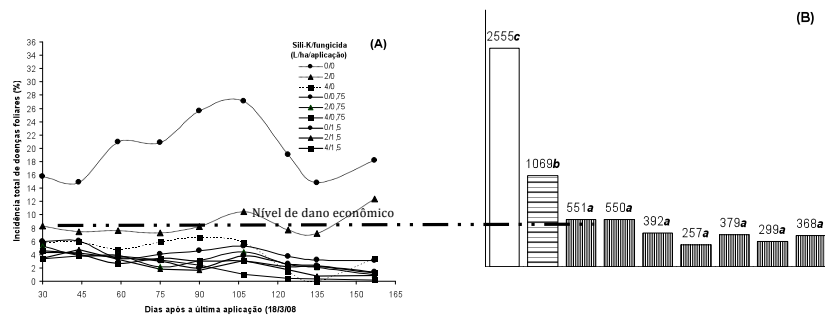 (A)
Sili-K/fungicida
(L/ha/aplicação)
0/0
2/0
4/0
0/0,75
2/0,75
4/0,75
0/1,5
2/1,5
4/1,5
Incidência total de doenças foliares (%)
36
34
32
30
28
26
24
22
20
18
16
14
12
10
8
6
4
2
0
30 45 60 75 90 105 120 135 150 165
Dias após a última aplicação (18/3/08
Nível de dano econômico
(B)
2555c
1069b
551a
550a
392a
257a
379a
299a
368a